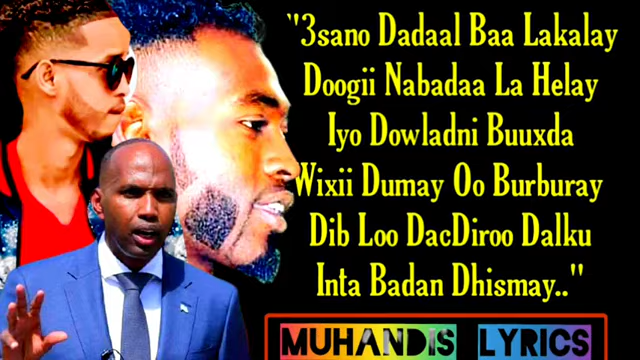 "3sano Dadaal Baa Lakalay
Doogii Nabadaa La Helay
Iyo Dowladni Buuxda
Wixii Dumay Oo Burburay
Dib Loo DacDiroo Dalku
Inta Badan Dhismay.."
MUHANDIS LYRICS